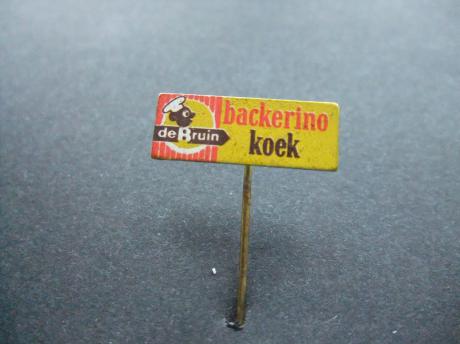 de Bruin
backerino
koek